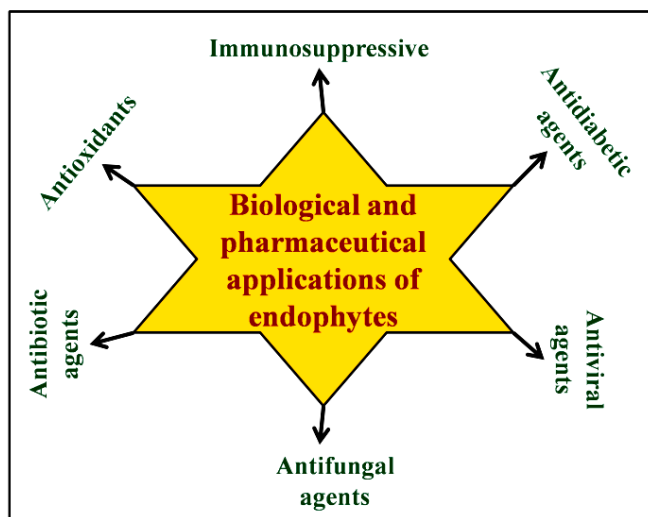 Immunosuppressive
Antidiabetic
agents
Antioxidants
Biological and
pharmaceutical
applications of
endophytes
Antibiotic
agents
Antiviral
agents
Antifungal
agents